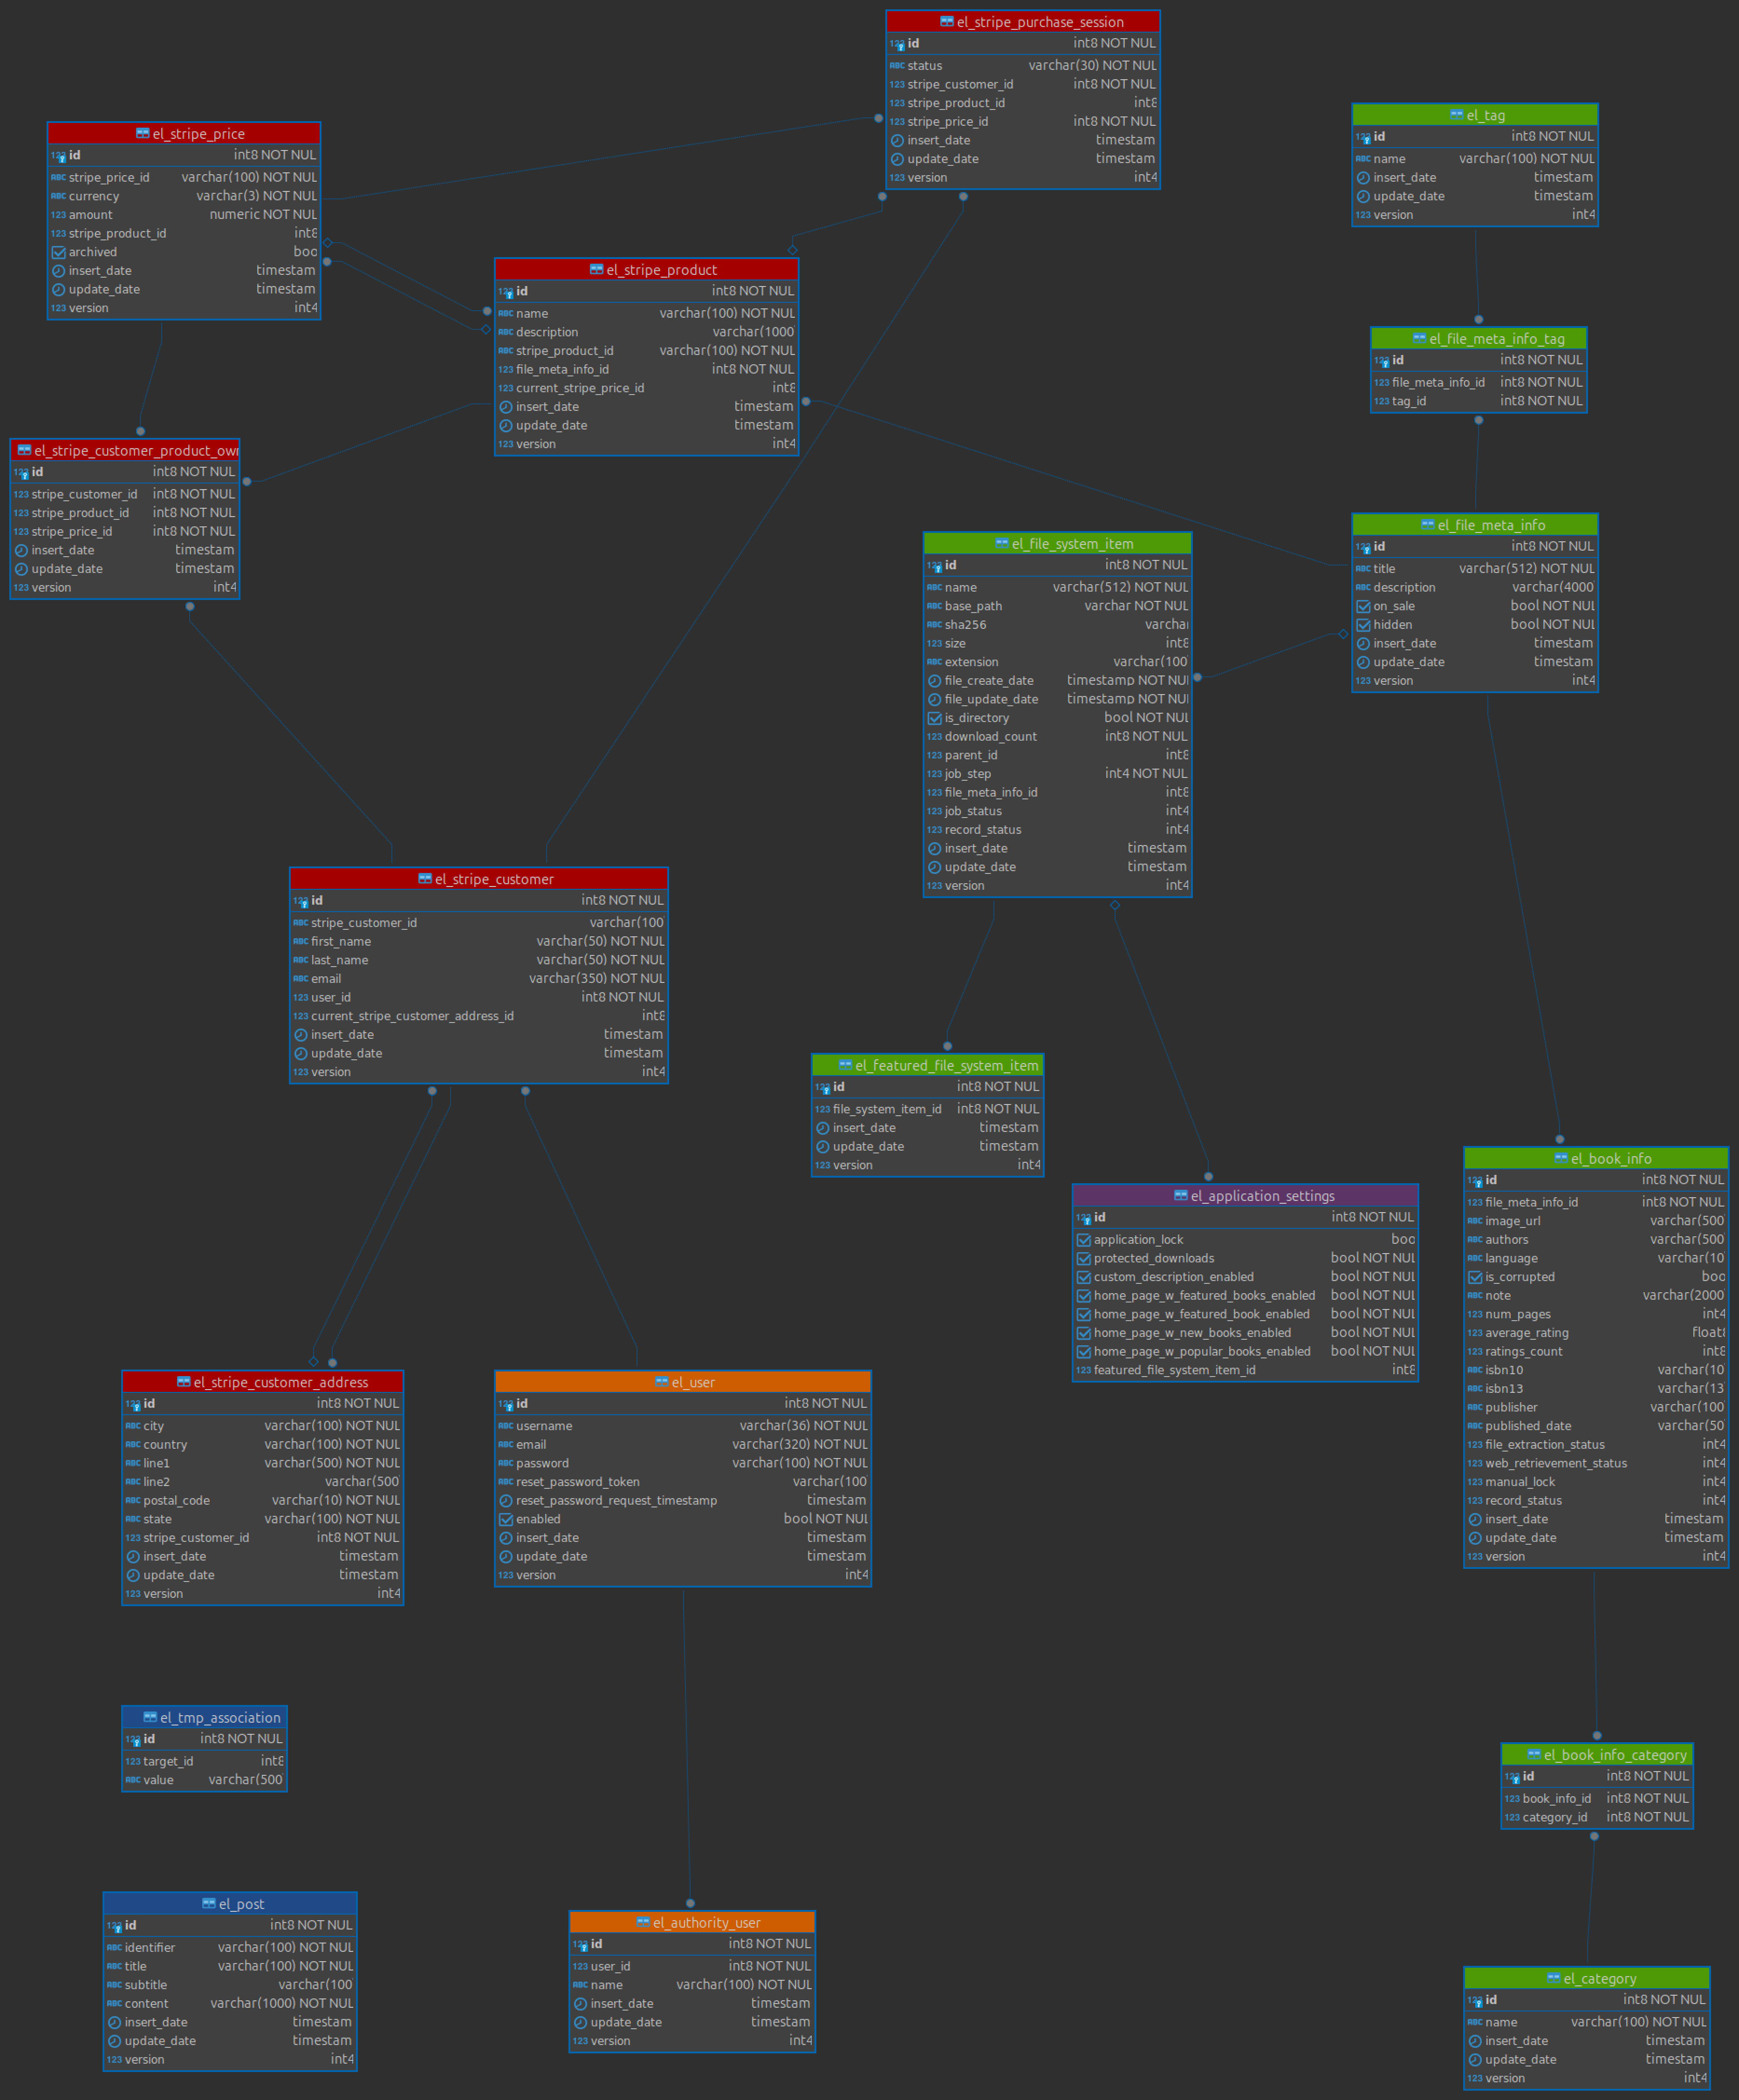 el_stripe_purchase_session
id int8 NOT NUL
status varchar(30) NOT NUL
stripe_customer_id int8 NOT NUL
stripe_product_id int8
stripe_price_id int8 NOT NUL
insert_date timestam
update_date timestam
version int4
el_stripe_price
id int8 NOT NUL
stripe_price_id varchar(100) NOT NUL
currency varchar(3) NOT NUL
amount numeric NOT NUL
stripe_product_id int8
archived boo
insert_date timestam
update_date timestam
version int4
el_tag
id int8 NOT NUL
name varchar(100) NOT NUL
insert_date timestam
update_date timestam
version int4
el_stripe_product
id int8 NOT NUL
name varchar(100) NOT NUL
description varchar(1000
stripe_product_id varchar(100) NOT NUL
file_meta_info_id int8 NOT NUL
current_stripe_price_id int8
insert_date timestam
update_date timestam
version int4
el_file_meta_info_tag
id int8 NOT NUL
file_meta_info_id int8 NOT NUL
tag_id int8 NOT NUL
el_stripe_customer_product_owr
id int8 NOT NUL
stripe_customer_id int8 NOT NUL
stripe_product_id int8 NOT NUL
stripe_price_id int8 NOT NUL
insert_date timestam
update_date timestam
version int4
el_file_meta_info
id int8 NOT NUL
title varchar(512) NOT NUL
description varchar(4000
on_sale bool NOT NUL
hidden bool NOT NUL
insert_date timestam
update_date timestam
version int4
el_file_system_item
id int8 NOT NUL
name varchar(512) NOT NUL
base_path varchar NOT NUL
sha256 varchar
size int8
extension varchar(100
file_create_date timestamp NOT NUL
file_update_date timestamp NOT NUL
is_directory bool NOT NUL
download_count int8 NOT NUL
parent_id int8
job_step int4 NOT NUL
file_meta_info_id int8
job_status int4
record_status int4
insert_date timestam
update_date timestam
version int4
el_stripe_customer
id int8 NOT NUL
stripe_customer_id varchar(100
first_name varchar(50) NOT NUL
last_name varchar(50) NOT NUL
email varchar(350) NOT NUL
user_id int8 NOT NUL
current_stripe_customer_address_id int8
insert_date timestam
update_date timestam
version int4
el_featured_file_system_item
id int8 NOT NUL
file_system_item_id int8 NOT NUL
insert_date timestam
update_date timestam
version int4
el_application_settings
id int8 NOT NUL
application_lock boo
protected_downloads bool NOT NUL
custom_description_enabled bool NOT NUL
home_page_w_featured_books_enabled bool NOT NUL
home_page_w_featured_book_enabled bool NOT NUL
home_page_w_new_books_enabled bool NOT NUL
home_page_w_popular_books_enabled bool NOT NUL
featured_file_system_item_id int8
el_book_info
id int8 NOT NUL
file_meta_info_id int8 NOT NUL
image_url varchar(500
authors varchar(500
language varchar(10
is_corrupted boo
note varchar(2000
num_pages int4
average_rating float8
ratings_count int8
isbn10 varchar(10
isbn13 varchar(13
publisher varchar(100
published_date varchar(50
file_extraction_status int4
web_retrievement_status int4
manual_lock int4
record_status int4
insert_date timestam
update_date timestam
version int4
el_stripe_customer_address
id int8 NOT NUL
city varchar(100) NOT NUL
country varchar(100) NOT NUL
line1 varchar(500) NOT NUL
line2 varchar(500
postal_code varchar(10) NOT NUL
state varchar(100) NOT NUL
stripe_customer_id int8 NOT NUL
insert_date timestam
update_date timestam
version int4
el_user
id int8 NOT NUL
username varchar(36) NOT NUL
email varchar(320) NOT NUL
password varchar(100) NOT NUL
reset_password_token varchar(100
reset_password_request_timestamp timestam
enabled bool NOT NUL
insert_date timestam
update_date timestam
version int4
el_tmp_association
id int8 NOT NUL
target_id int8
value varchar(500
el_book_info_category
id int8 NOT NUL
book_info_id int8 NOT NUL
category_id int8 NOT NUL
el_post
id int8 NOT NUL
identifier varchar(100) NOT NUL
title varchar(100) NOT NUL
subtitle varchar(100
content varchar(1000) NOT NUL
insert_date timestam
update_date timestam
version int4
el_authority_user
id int8 NOT NUL
user_id int8 NOT NUL
name varchar(100) NOT NUL
insert_date timestam
update_date timestam
version int4
el_category
id int8 NOT NUL
name varchar(100) NOT NUL
insert_date timestam
update_date timestam
version int4